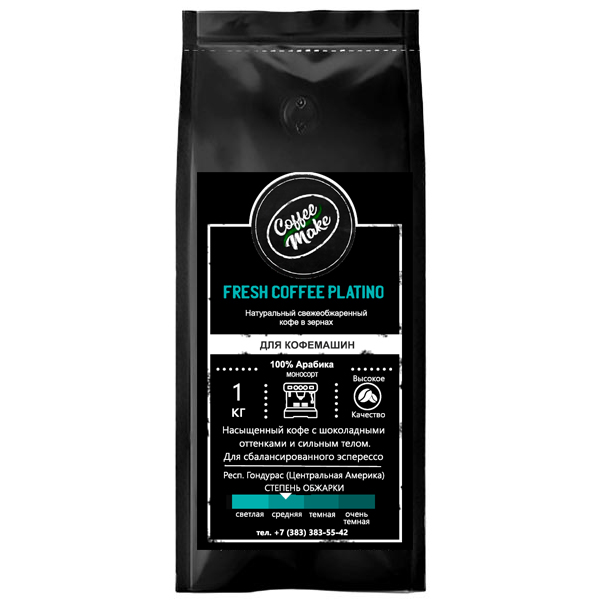 Coffee
Make
FRESH COFFEE PLATINO
Натуральный свежеобжаренный
кофе в зернах
ДЛЯ КОФЕМАШИН
100% Арабика
моносорт
1
кг
Высокое
Качество
Насыщенный кофе с шоколадными
оттенками и сильным телом.
Для сбалансированного эспрессо
Респ. Гондурас (Центральная Америка)
СТЕПЕНЬ ОБЖАРКИ
светлая средняя темная очень
темная
тел. +7 (383) 383-55-42